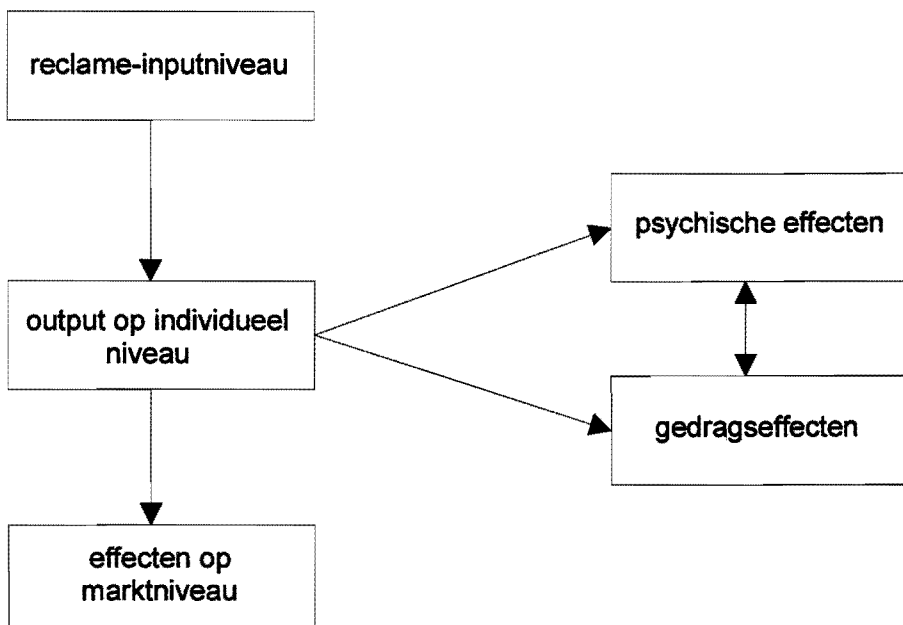 reclame-inputniveau
psychische effecten
output op individueel
niveau
gedragseffecten
effecten op
marktniveau